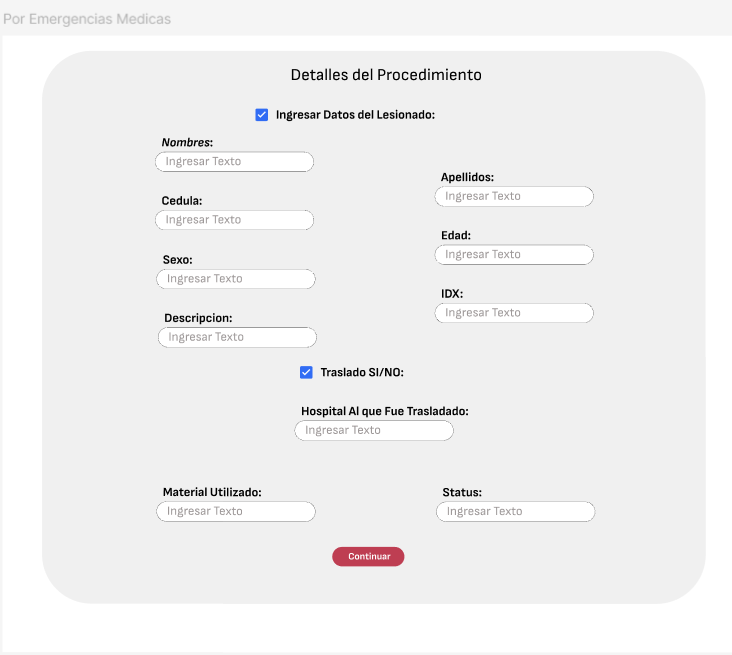 Por Emergencias Medicas
Detalles del Procedimiento
Ingresar Datos del Lesionado:
Nombres:
Ingresar Texto
Apellidos:
Ingresar Texto
Cedula:
Ingresar Texto
Edad:
Ingresar Texto
Sexo:
Ingresar Texto
IDX:
Ingresar Texto
Descripcion:
Ingresar Texto
Traslado SI/NO:
Hospital Al que Fue Trasladado:
Ingresar Texto
Material Utilizado:
Ingresar Texto
Status:
Ingresar Texto
Continuar